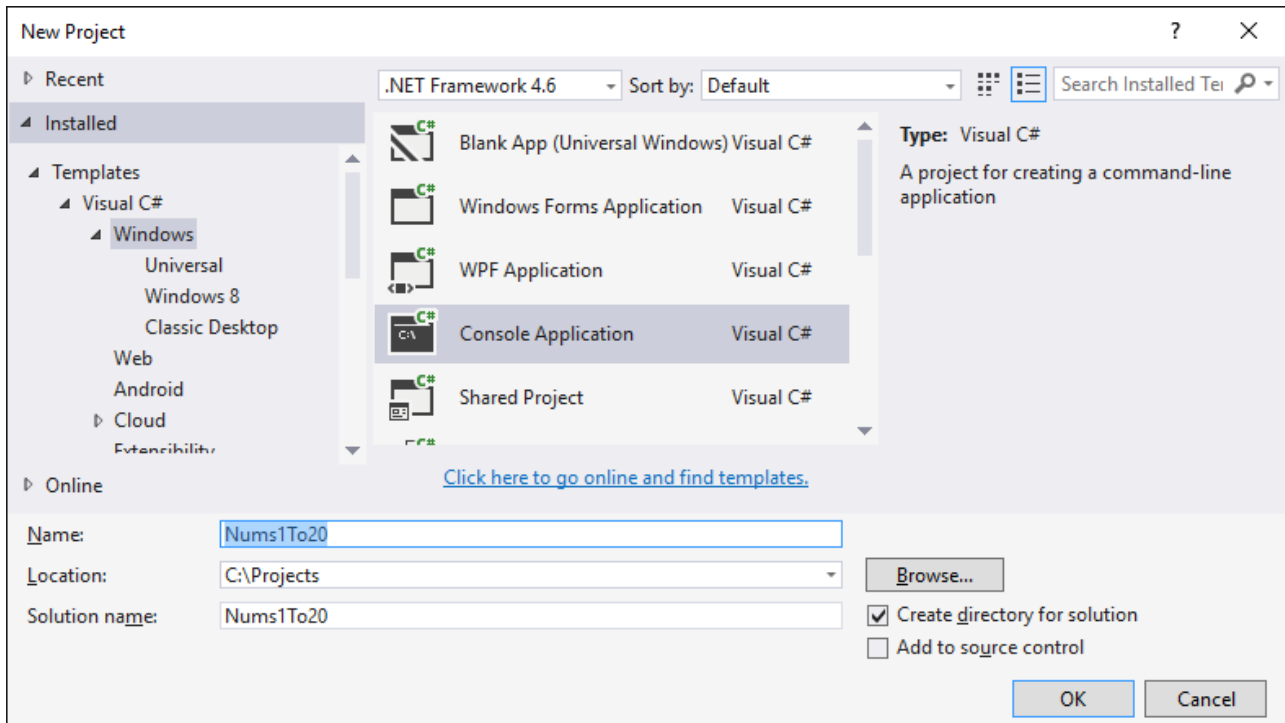 New Project
?
Recent
.NET Framework 4.6
Sort by:
Default
Search Installed Te
Installed
Templates
Visual C#
Windows
Universal
Windows 8
Classic Desktop
Web
Android
Cloud
Extensibility
Online
C# Blank App (Universal Windows) Visual C#
C# Windows Forms Application Visual C#
C# WPF Application Visual C#
C# C:\ Console Application Visual C#
C# Shared Project Visual C#
C#
Type: Visual C#
A project for creating a command-line
application
Click here to go online and find templates.
Name: Nums1To20
Location: C:\Projects
Browse...
Solution name: Nums1To20
Create directory for solution
Add to source control
OK Cancel